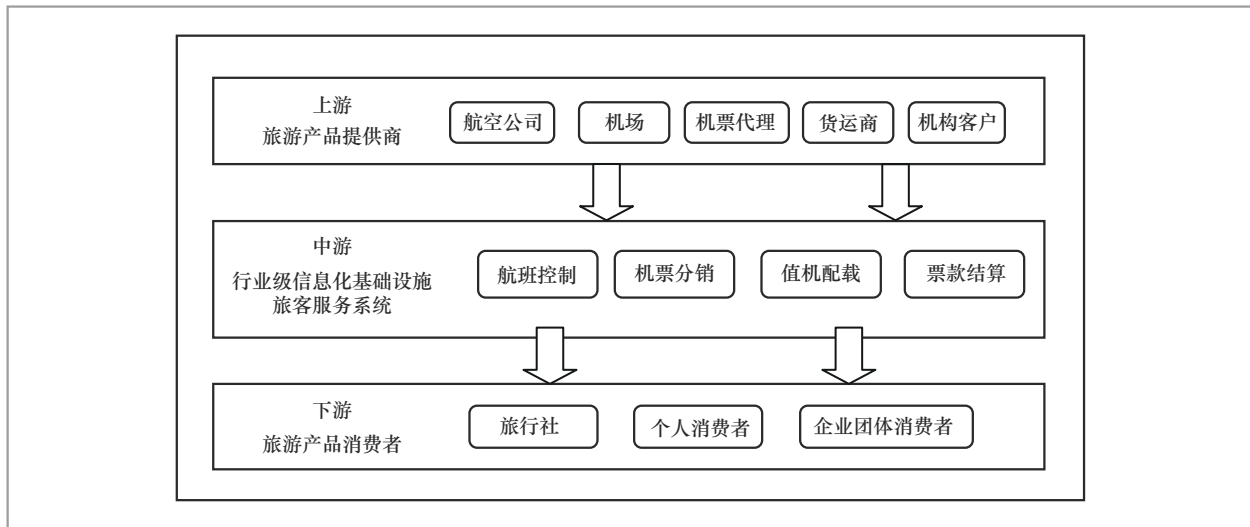 上游
旅游产品提供商
航空公司
机场
机票代理
货运商
机构客户
中游
行业级信息化基础设施
旅客服务系统
航班控制
机票分销
值机配载
票款结算
下游
旅游产品消费者
旅行社
个人消费者
企业团体消费者